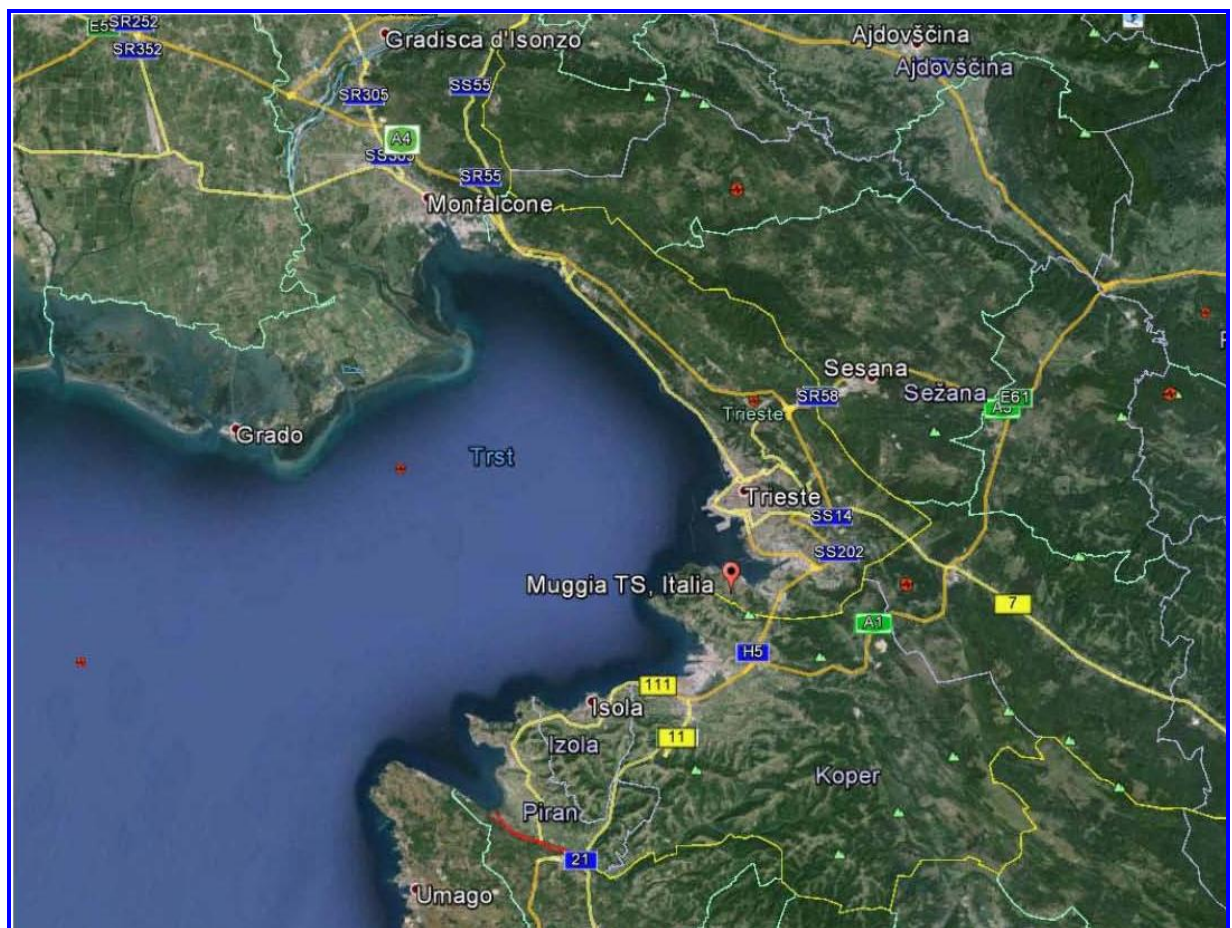 SR252
SR352
Gradisca d'Isonzo
Ajdovščina
Ajdovščina
SR305
SS55
A4
SR55
Monfalcone
Sesana
SR58
Sežana
E61
Trieste
Grado
Trst
Trieste
SS14
SS202
Muggia TS, Italia
7
A1
H5
111
Isola
11
Izola
Koper
Piran
21
Umago